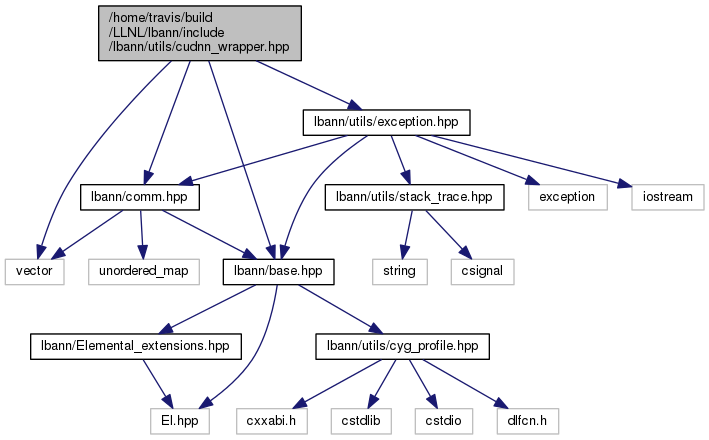 /home/travis/build
/LLNL/lbann/include
/lbann/utils/cudnn_wrapper.hpp
lbann/utils/exception.hpp
lbann/comm.hpp
lbann/utils/stack_trace.hpp
exception
iostream
vector
unordered_map
lbann/base.hpp
string
csignal
lbann/Elemental_extensions.hpp
lbann/utils/cyg_profile.hpp
El.hpp
cxxabi.h
cstdlib
cstdio
dlfcn.h